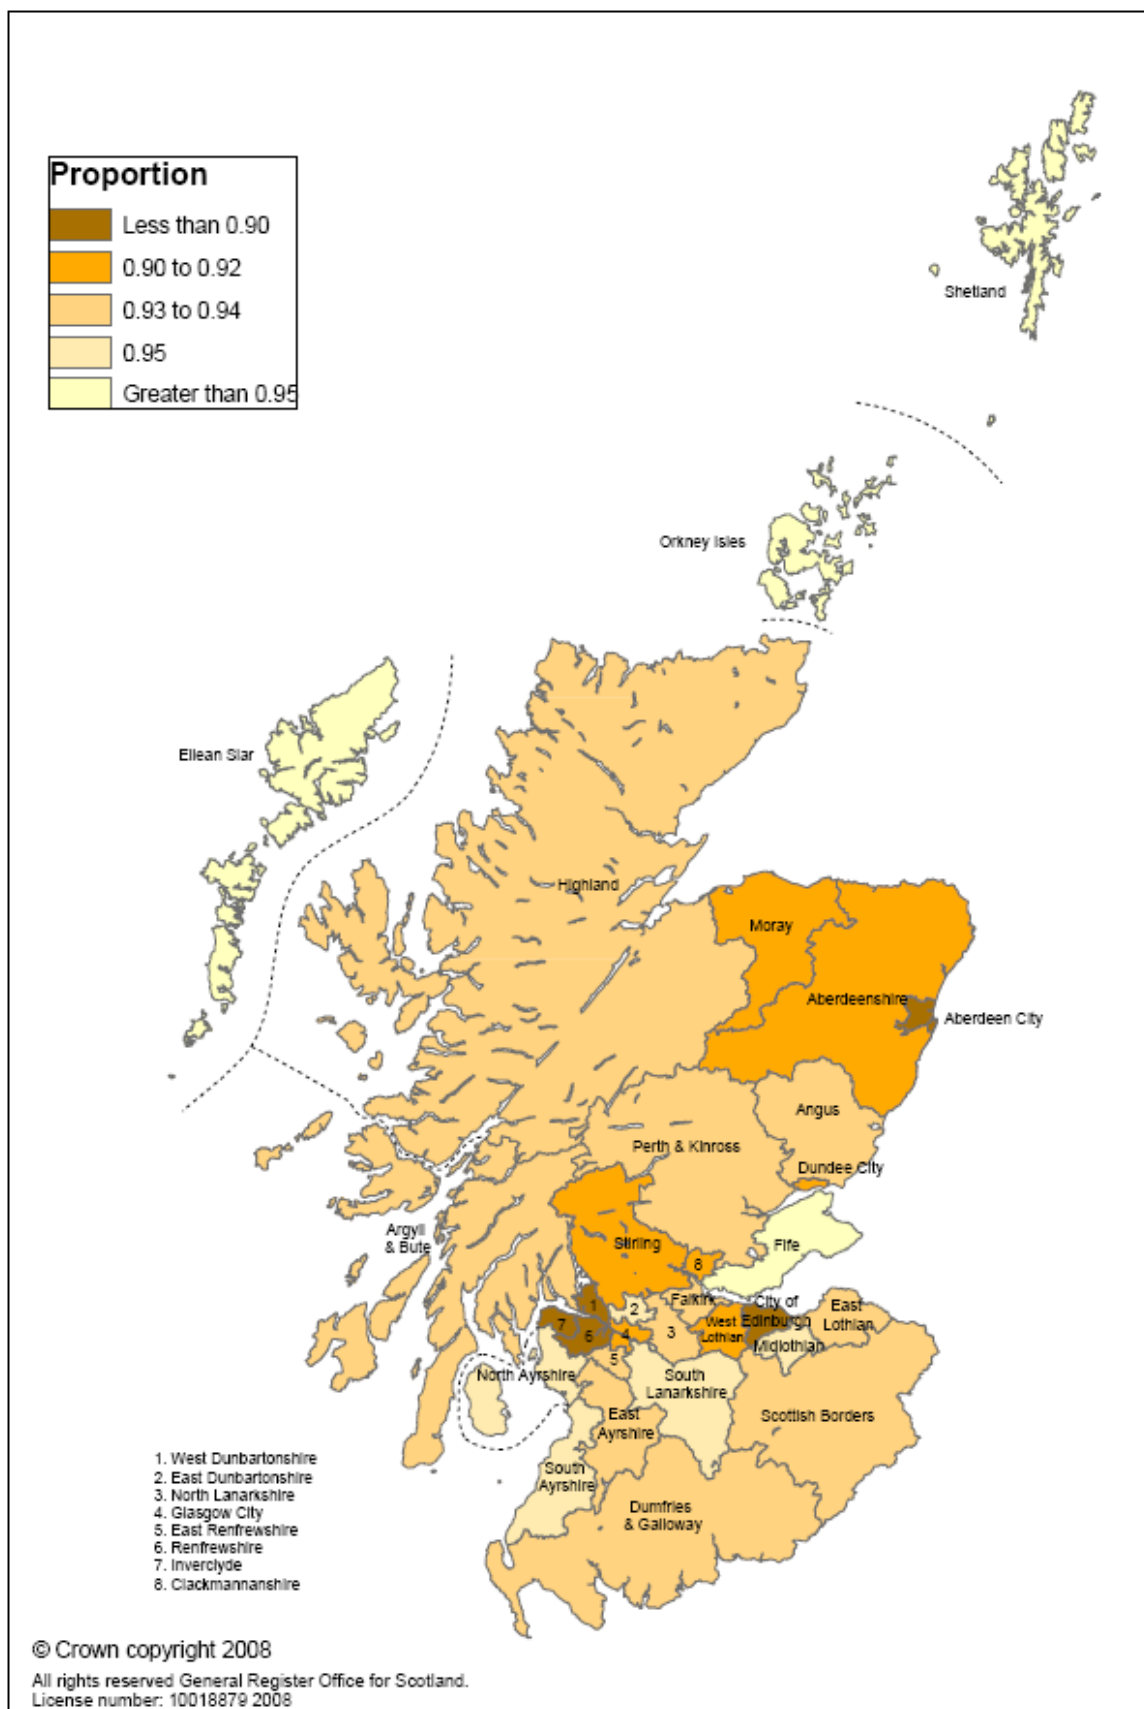 Proportion
Less than 0.90
0.90 to 0.92
0.93 to 0.94
0.95
Greater than 0.95
Shetland
Orkney Isles
Eilean Siar
Highland
Moray
Aberdeenshire
Aberdeen City
Angus
Perth & Kinross
Dundee City
Argyll
& Bute
Stirling
Fife
8
1
2
Falkirk
City of
Edinburgh
East
Lothian
West
Lothian
Midlothian
7
6
4
3
5
North Ayrshire
South
Lanarkshire
East
Ayrshire
Scottish Borders
South
Ayrshire
Dumfries
& Galloway
1. West Dunbartonshire
2. East Dunbartonshire
3. North Lanarkshire
4. Glasgow City
5. East Renfrewshire
6. Renfrewshire
7. Inverclyde
8. Clackmannanshire
© Crown copyright 2008
All rights reserved General Register Office for Scotland.
License number: 10018879 2008